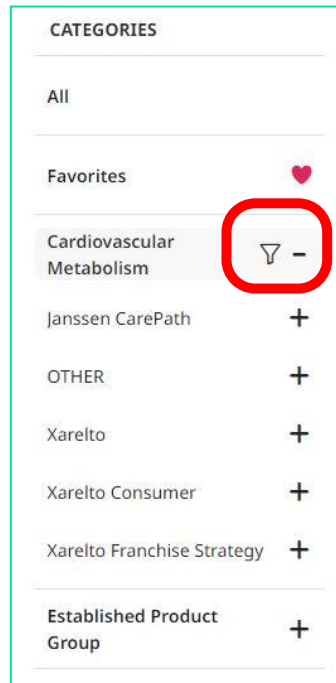 CATEGORIES
All
Favorites
Cardiovascular
Metabolism
Janssen CarePath
OTHER
Xarelto
Xarelto Consumer
Xarelto Franchise Strategy
Established Product
Group